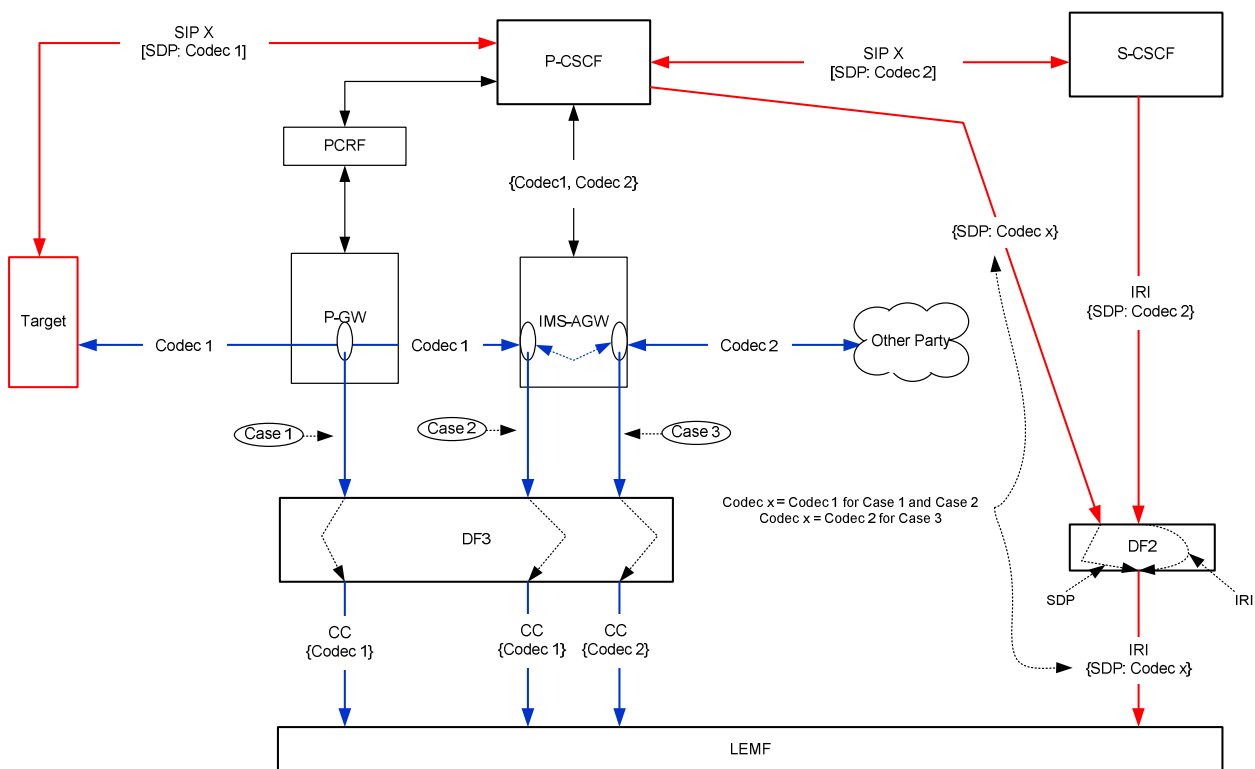 SIP X
[SDP: Codec 1]
P-CSCF
SIP X
[SDP: Codec 2]
S-CSCF
PCRF
{Codec1, Codec 2}
{SDP: Codec x}
Target
P-GW
IMS-AGW
IRI
{SDP: Codec 2}
Codec 1
Codec 1
Codec 2
Other Party
Case 1
Case 2
Case 3
Codec x = Codec 1 for Case 1 and Case 2
Codec x = Codec 2 for Case 3
DF3
DF2
SDP
IRI
CC
{Codec 1}
CC
{Codec 1}
CC
{Codec 2}
IRI
{SDP: Codec x}
LEMF